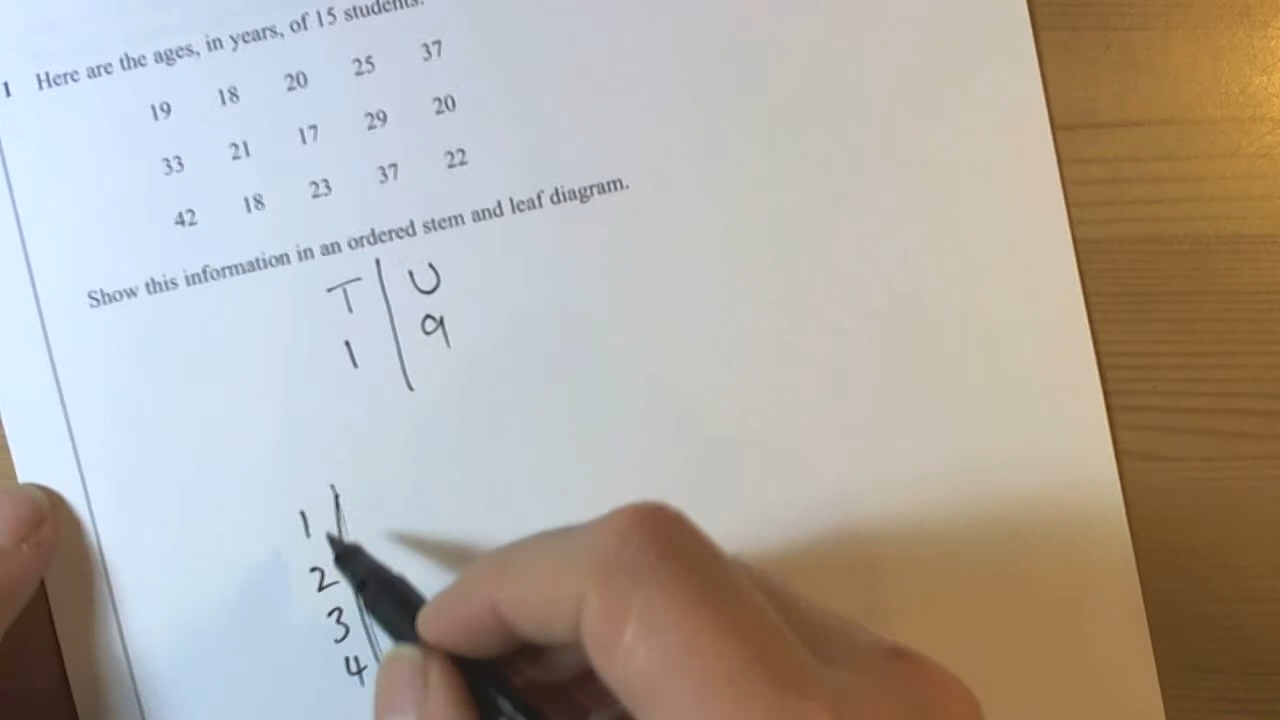 1 Here are the ages, in years, of 15 students.
19 18 20 25 37
33 21 17 29 20
42 18 23 37 22
Show this information in an ordered stem and leaf diagram.
T | U
1 | 9
1
2
3
4